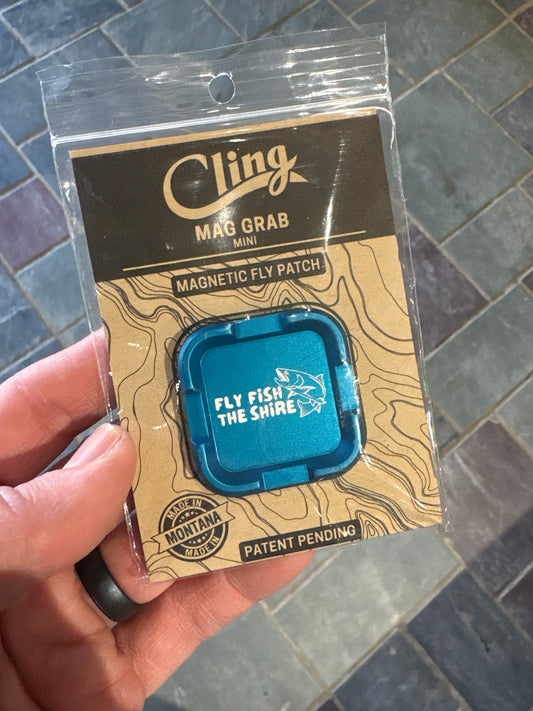 Cling
MAG GRAB
MINI
MAGNETIC FLY PATCH
FLY FiSH
THE SHiRE
MADE IN
MONTANA
MADE IN
PATENT PENDING